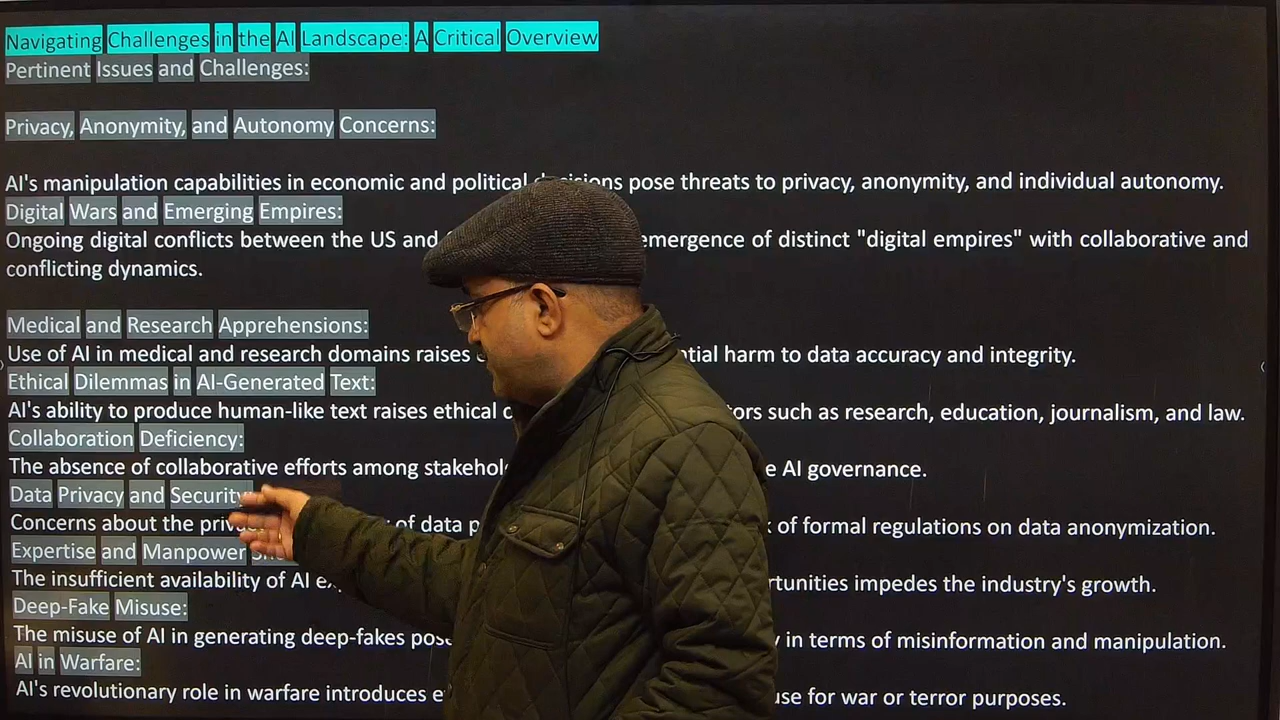 Navigating Challenges in the AI Landscape: A Critical Overview
Pertinent Issues and Challenges:
Privacy, Anonymity, and Autonomy Concerns:
AI's manipulation capabilities in economic and political decisions pose threats to privacy, anonymity, and individual autonomy.
Digital Wars and Emerging Empires:
Ongoing digital conflicts between the US and emergence of distinct "digital empires" with collaborative and
conflicting dynamics.
Medical and Research Apprehensions:
Use of AI in medical and research domains raises harm to data accuracy and integrity.
Ethical Dilemmas in AI-Generated Text:
AI's ability to produce human-like text raises ethical such as research, education, journalism, and law.
Collaboration Deficiency:
The absence of collaborative efforts among AI governance.
Data Privacy and Security
Concerns about the of data of formal regulations on data anonymization.
Expertise and Manpower
The insufficient availability of AI impedes the industry's growth.
Deep-Fake Misuse:
The misuse of AI in generating deep-fakes in terms of misinformation and manipulation.
AI in Warfare:
AI's revolutionary role in warfare introduces for war or terror purposes.